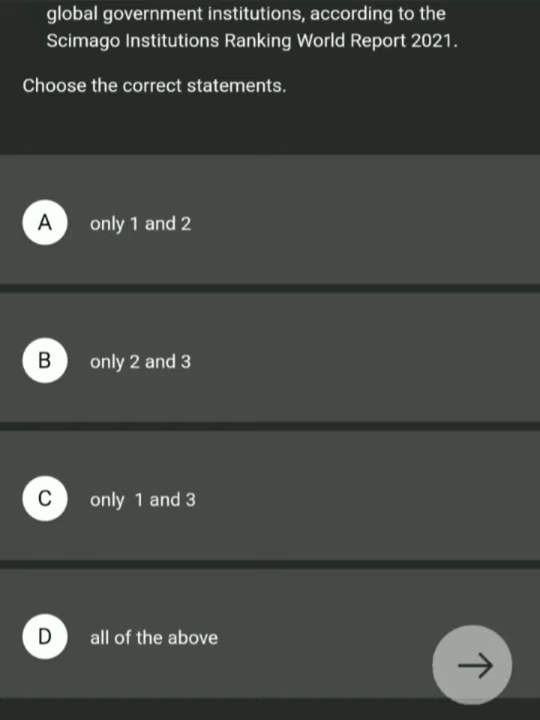 global government institutions, according to the
Scimago Institutions Ranking World Report 2021.
Choose the correct statements.
A only 1 and 2
B only 2 and 3
C only 1 and 3
D all of the above